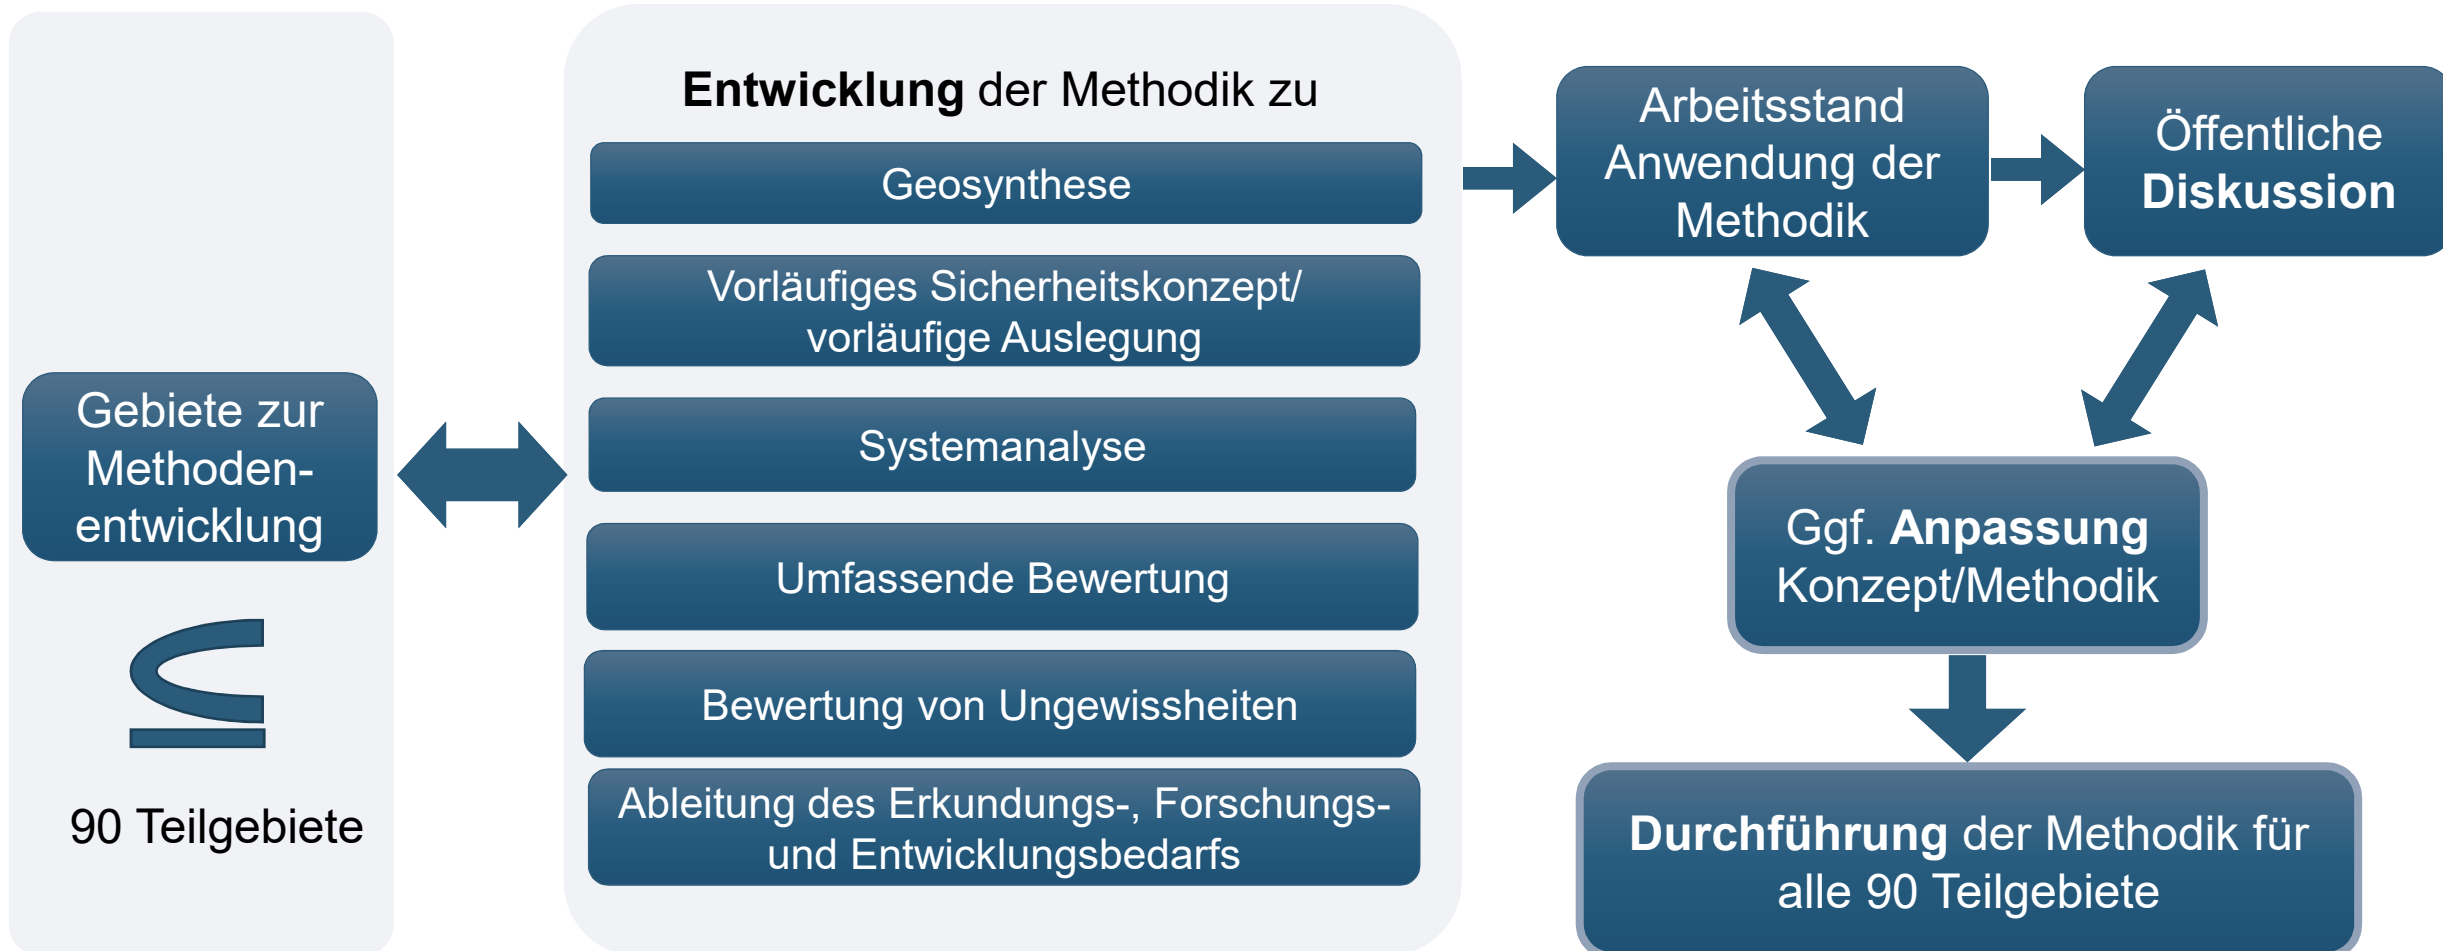 Gebiete zur
Methoden-
entwicklung
90 Teilgebiete
Entwicklung der Methodik zu
Geosynthese
Vorläufiges Sicherheitskonzept/
vorläufige Auslegung
Systemanalyse
Umfassende Bewertung
Bewertung von Ungewissheiten
Ableitung des Erkundungs-, Forschungs-
und Entwicklungsbedarfs
Arbeitsstand
Anwendung der
Methodik
Öffentliche
Diskussion
Ggf. Anpassung
Konzept/Methodik
Durchführung der Methodik für
alle 90 Teilgebiete